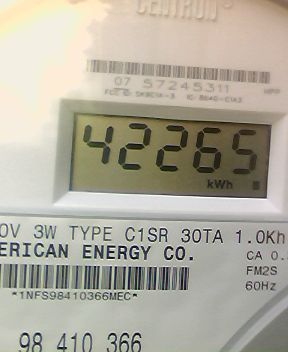 CENTRON
07 57245311
42265
kWh
0V 3W TYPE C1SR 30TA 1.0Kh
ERICAN ENERGY CO.
CA 0.
FM2S
60Hz
*1NFS98410366MEC*
98 410 366